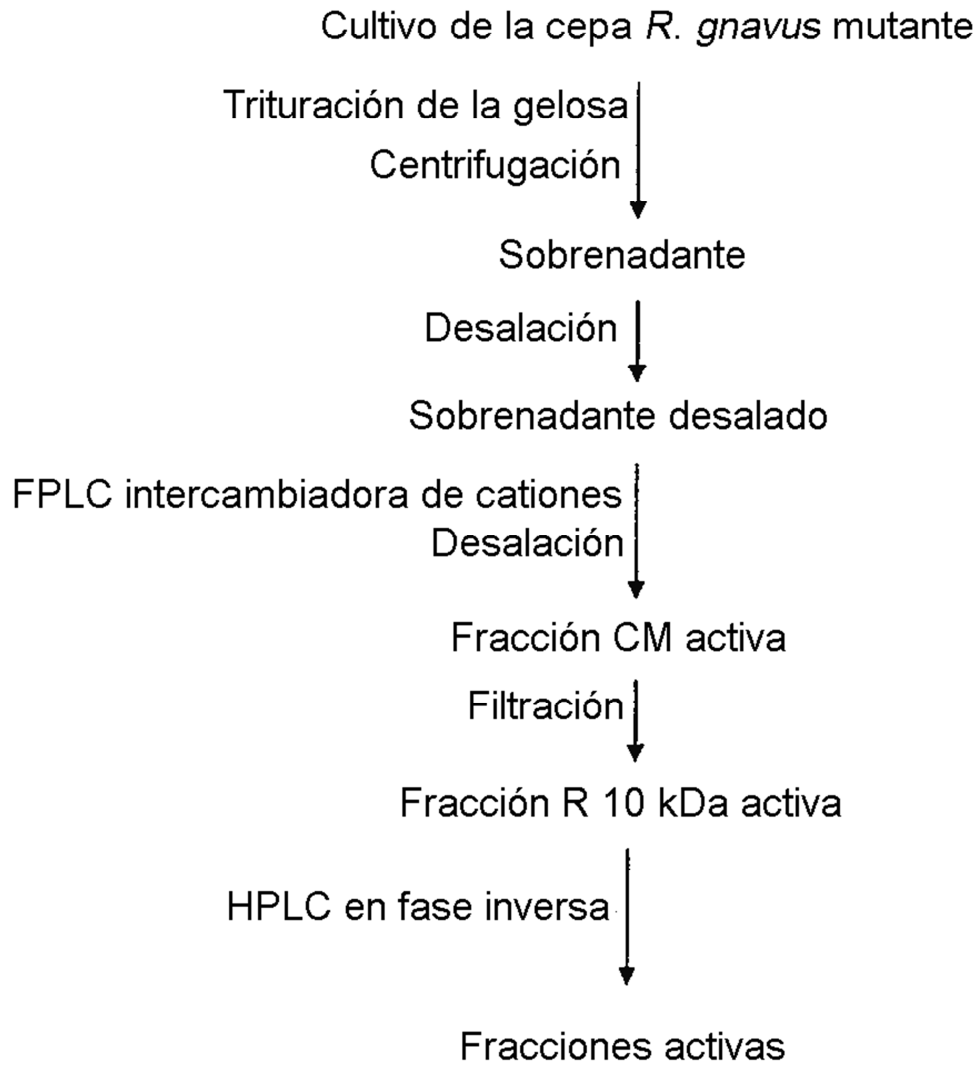 Cultivo de la cepa R. gnavus mutante
Trituración de la gelosa
Centrifugación
Sobrenadante
Desalación
Sobrenadante desalado
FPLC intercambiadora de cationes
Desalación
Fracción CM activa
Filtración
Fracción R 10 kDa activa
HPLC en fase inversa
Fracciones activas